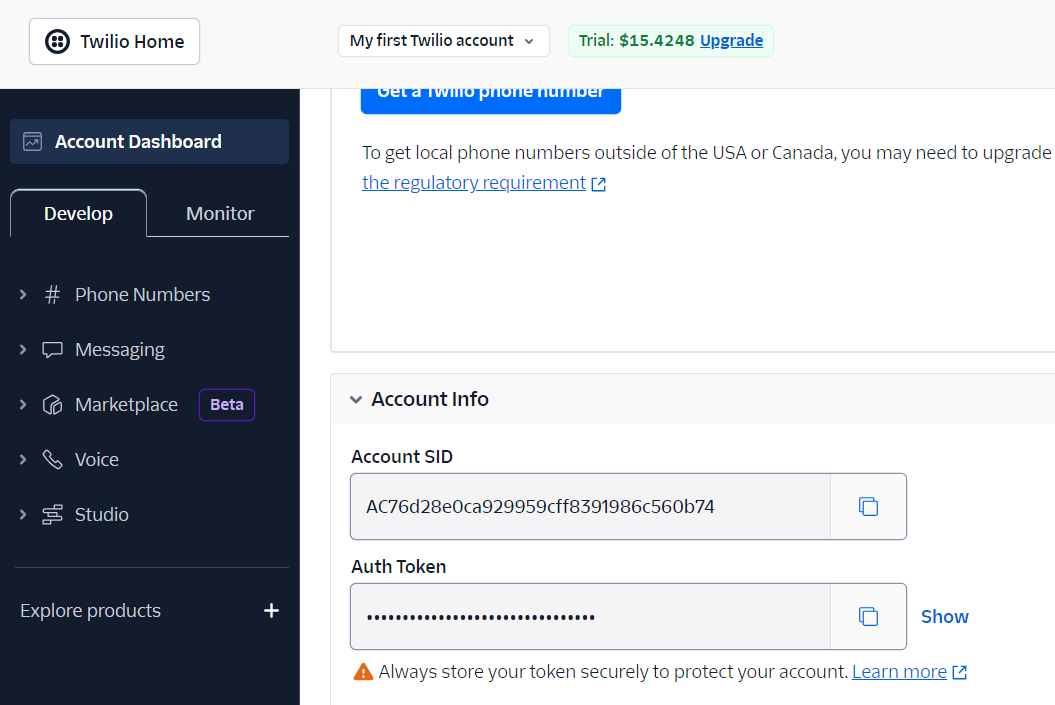 Twilio Home
My first Twilio account
Trial: $15.4248 Upgrade
Account Dashboard
Develop
Monitor
Phone Numbers
Messaging
Marketplace Beta
Voice
Studio
Explore products
Get a Twilio phone number
To get local phone numbers outside of the USA or Canada, you may need to upgrade
the regulatory requirement
Account Info
Account SID
AC76d28e0ca929959cff8391986c560b74
Auth Token
••••••••••••••••••••••••••••••••
Show
Always store your token securely to protect your account. Learn more